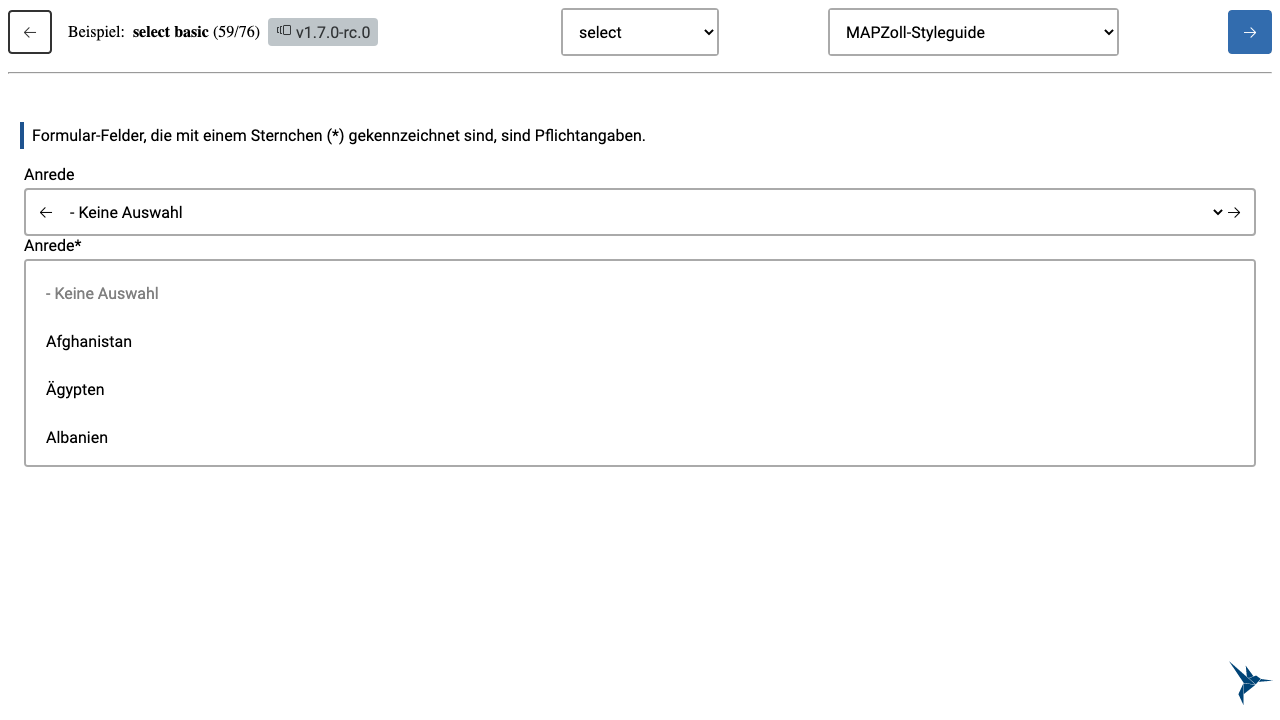 Beispiel: select basic (59/76) v1.7.0-rc.0 select MAPZoll-Styleguide
Formular-Felder, die mit einem Sternchen (*) gekennzeichnet sind, sind Pflichtangaben.
Anrede
- Keine Auswahl
Anrede*
- Keine Auswahl
Afghanistan
Ägypten
Albanien